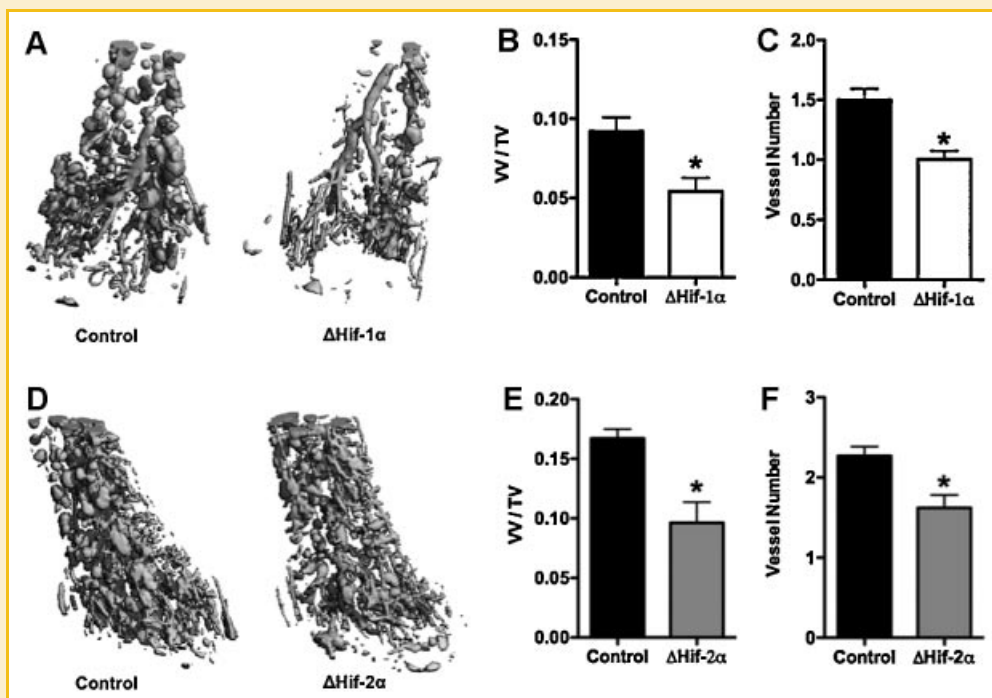 A
Control
ΔHif-1α
B
VV / TV
0.15
0.10
0.05
0.00
*
Control
ΔHif-1α
C
Vessel Number
2.0
1.5
1.0
0.5
0.0
*
Control
ΔHif-1α
D
Control
ΔHif-2α
E
VV / TV
0.20
0.15
0.10
0.05
0.00
*
Control
ΔHif-2α
F
Vessel Number
3
2
1
0
*
Control
ΔHif-2α